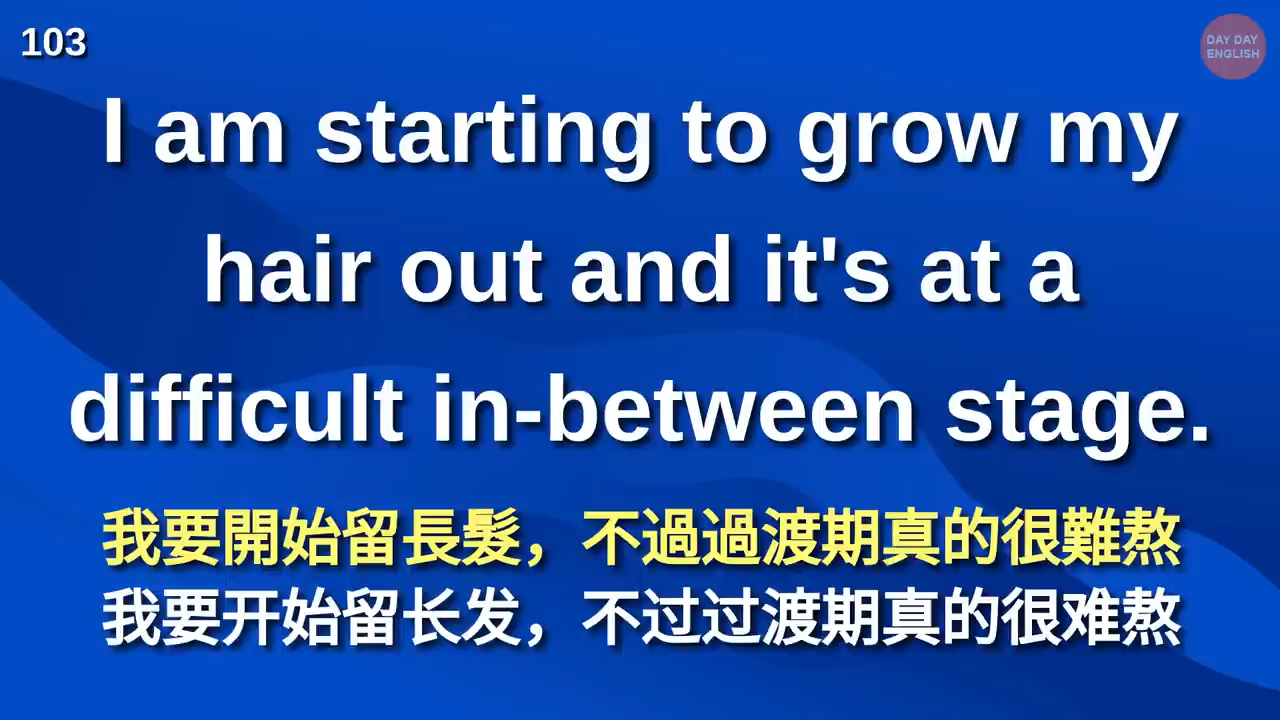 103
DAY DAY
ENGLISH
I am starting to grow my
hair out and it's at a
difficult in-between stage.
我要開始留長髮，不過過渡期真的很難熬
我要开始留长发，不过过渡期真的很难熬